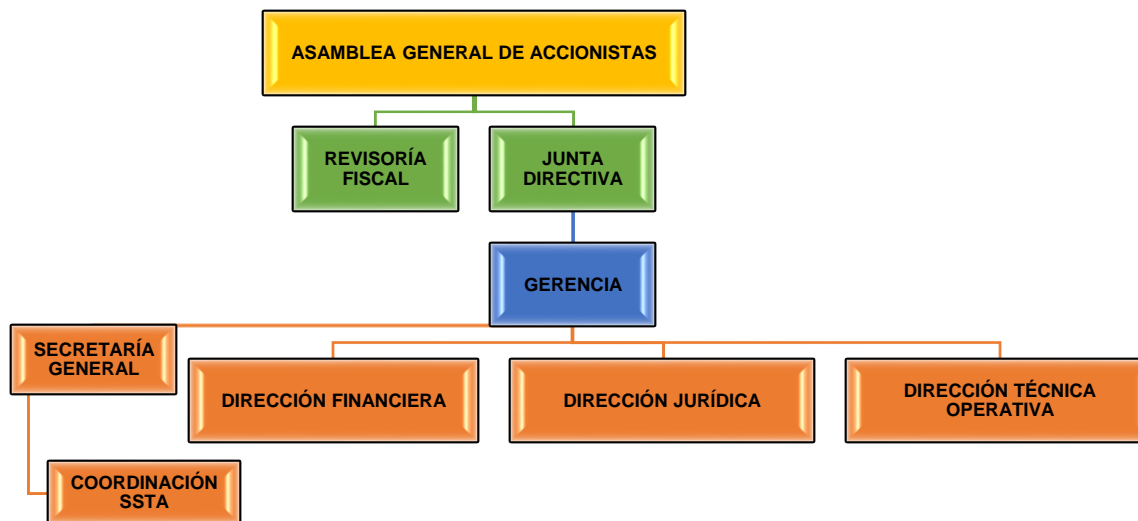 ASAMBLEA GENERAL DE ACCIONISTAS
REVISORÍA
FISCAL
JUNTA
DIRECTIVA
GERENCIA
SECRETARÍA
GENERAL
DIRECCIÓN FINANCIERA
DIRECCIÓN JURÍDICA
DIRECCIÓN TÉCNICA
OPERATIVA
COORDINACIÓN
SSTA